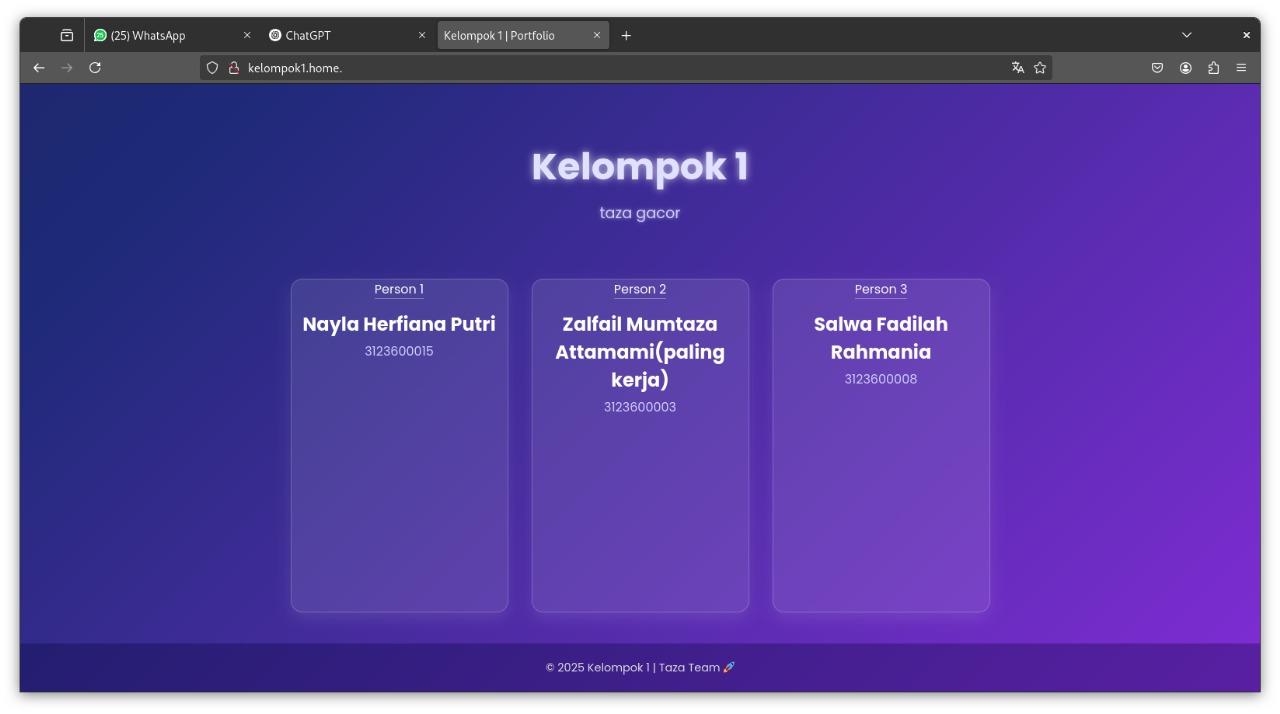 (25) WhatsApp
ChatGPT
Kelompok 1 | Portfolio
kelompok1.home.
Kelompok 1
taza gacor
Person 1
Nayla Herfiana Putri
3123600015
Person 2
Zalfail Mumtaza
Attamami(paling
kerja)
3123600003
Person 3
Salwa Fadilah
Rahmania
3123600008
© 2025 Kelompok 1 | Taza Team 🚀